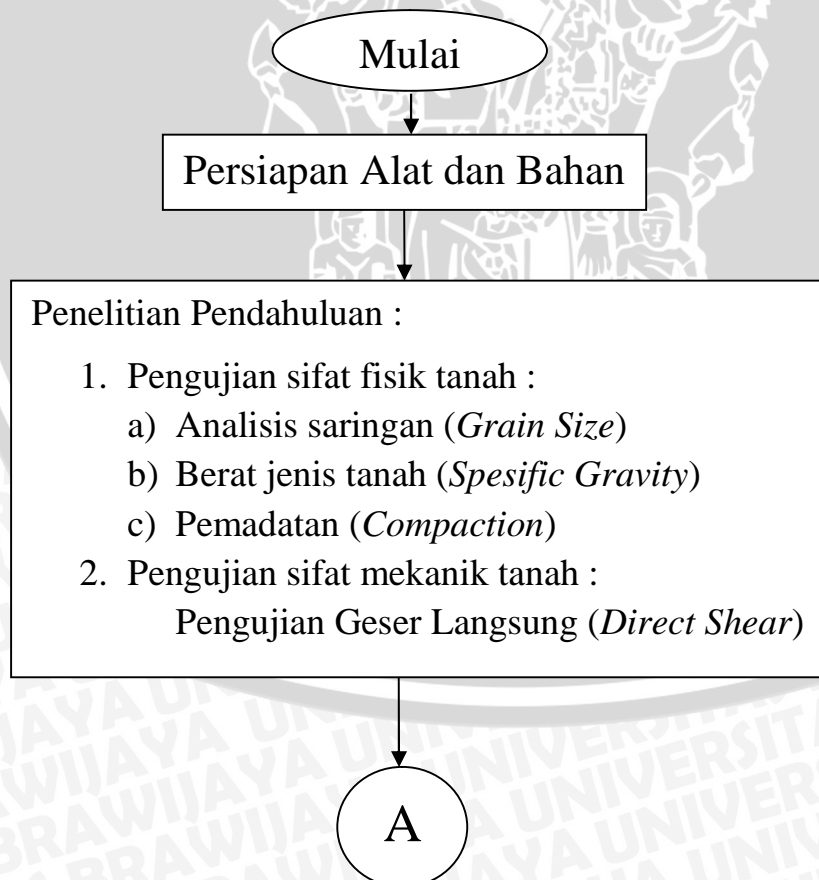 Mulai
Persiapan Alat dan Bahan
Penelitian Pendahuluan :
1. Pengujian sifat fisik tanah :
a) Analisis saringan (Grain Size)
b) Berat jenis tanah (Spesific Gravity)
c) Pemadatan (Compaction)
2. Pengujian sifat mekanik tanah :
Pengujian Geser Langsung (Direct Shear)
A